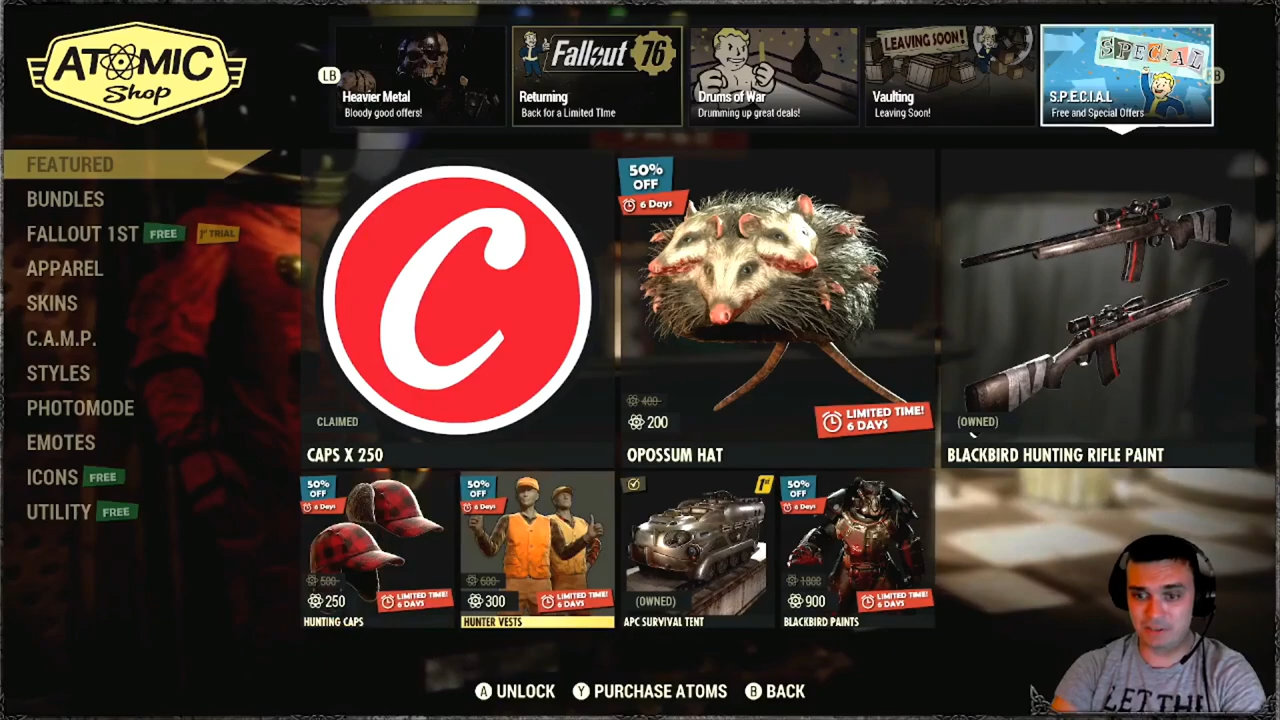 ATOMIC
Shop
LB
Heavier Metal
Bloody good offers!
Fallout 76
Returning
Back for a Limited Time
Drums of War
Drumming up great deals!
LEAVING SOON!
Vaulting
Leaving Soon!
SPECIAL
S.P.E.C.I.A.L
Free and Special Offers
RB
FEATURED
BUNDLES
FALLOUT 1ST FREE 1st TRIAL
APPAREL
SKINS
C.A.M.P.
STYLES
PHOTOMODE
EMOTES
ICONS FREE
UTILITY FREE
C
CLAIMED
CAPS X 250
50%
OFF
6 Days
400
200
LIMITED TIME!
6 DAYS
OPOSSUM HAT
(OWNED)
BLACKBIRD HUNTING RIFLE PAINT
50%
OFF
6 Days
500
250
LIMITED TIME!
6 DAYS
HUNTING CAPS
50%
OFF
6 Days
600
300
LIMITED TIME!
6 DAYS
HUNTER VESTS
1st
(OWNED)
APC SURVIVAL TENT
50%
OFF
6 Days
1800
900
LIMITED TIME!
6 DAYS
BLACKBIRD PAINTS
A UNLOCK
Y PURCHASE ATOMS
B BACK
LET THE